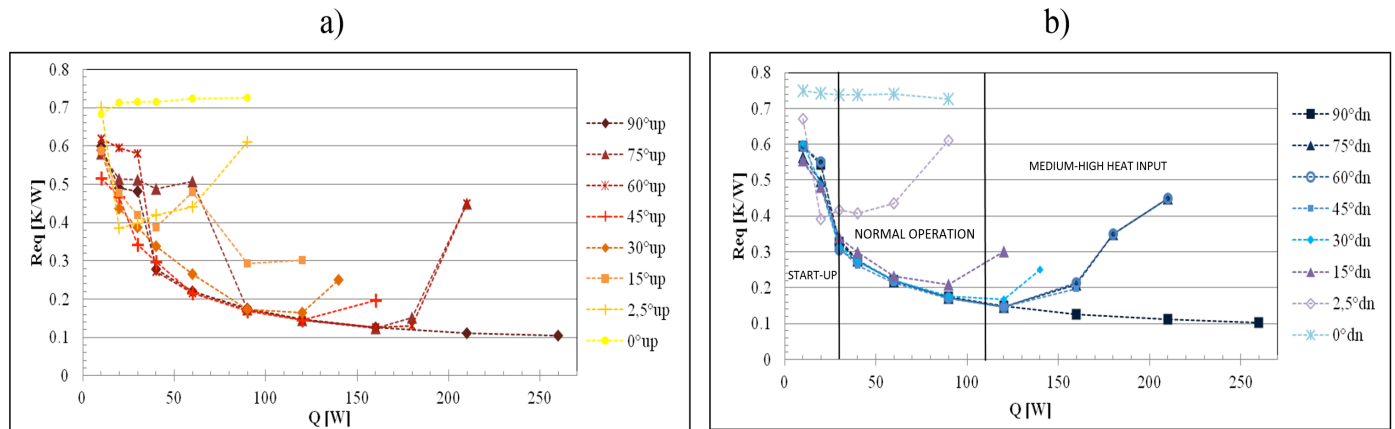 a)
b)
Req [K/W]
0.8
0.7
0.6
0.5
0.4
0.3
0.2
0.1
0
0
50
100
150
200
250
Q [W]
90°up
75°up
60°up
45°up
30°up
15°up
2,5°up
0°up
Req [K/W]
0.8
0.7
0.6
0.5
0.4
0.3
0.2
0.1
0
0
50
100
150
200
250
Q [W]
START-UP
NORMAL OPERATION
MEDIUM-HIGH HEAT INPUT
90°dn
75°dn
60°dn
45°dn
30°dn
15°dn
2,5°dn
0°dn